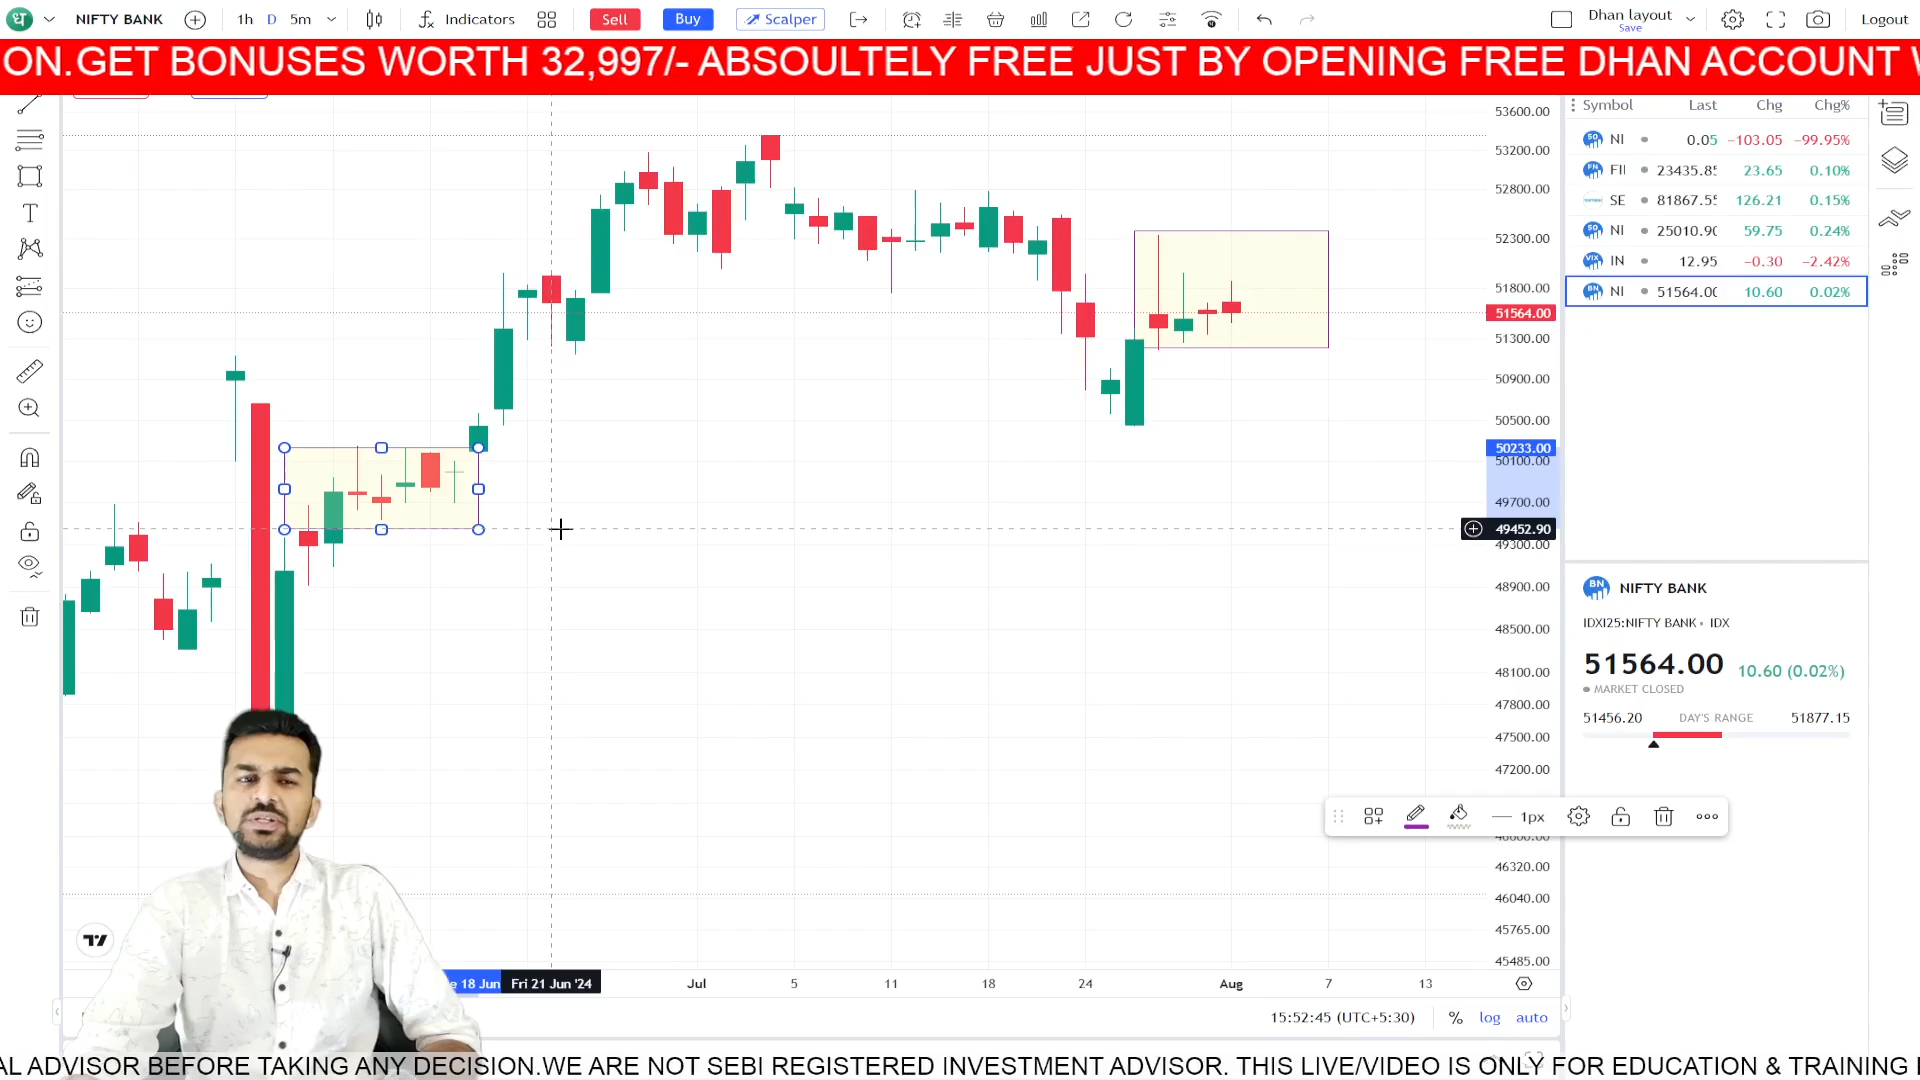 ध NIFTY BANK 1h D 5m Indicators Sell Buy Scalper Dhan layout Save Logout
ON.GET BONUSES WORTH 32,997/- ABSOULTELY FREE JUST BY OPENING FREE DHAN ACCOUNT
Symbol Last Chg Chg%
NI 0.05 −103.05 −99.95%
FII 23435.85 23.65 0.10%
SE 81867.55 126.21 0.15%
NI 25010.90 59.75 0.24%
IN 12.95 −0.30 −2.42%
NI 51564.00 10.60 0.02%
53600.00
53200.00
52800.00
52300.00
51800.00
51564.00
51300.00
50900.00
50500.00
50233.00
50100.00
49700.00
49452.90
49300.00
48900.00
48500.00
48100.00
47800.00
47500.00
47200.00
46320.00
46040.00
45765.00
45485.00
BN NIFTY BANK
IDXI25:NIFTY BANK • IDX
51564.00 10.60 (0.02%)
MARKET CLOSED
51456.20 DAY'S RANGE 51877.15
1px
e 18 Jun Fri 21 Jun '24 Jul 5 11 18 24 Aug 7 13
15:52:45 (UTC+5:30) % log auto
AL ADVISOR BEFORE TAKING ANY DECISION.WE ARE NOT SEBI REGISTERED INVESTMENT ADVISOR. THIS LIVE/VIDEO IS ONLY FOR EDUCATION & TRAINING